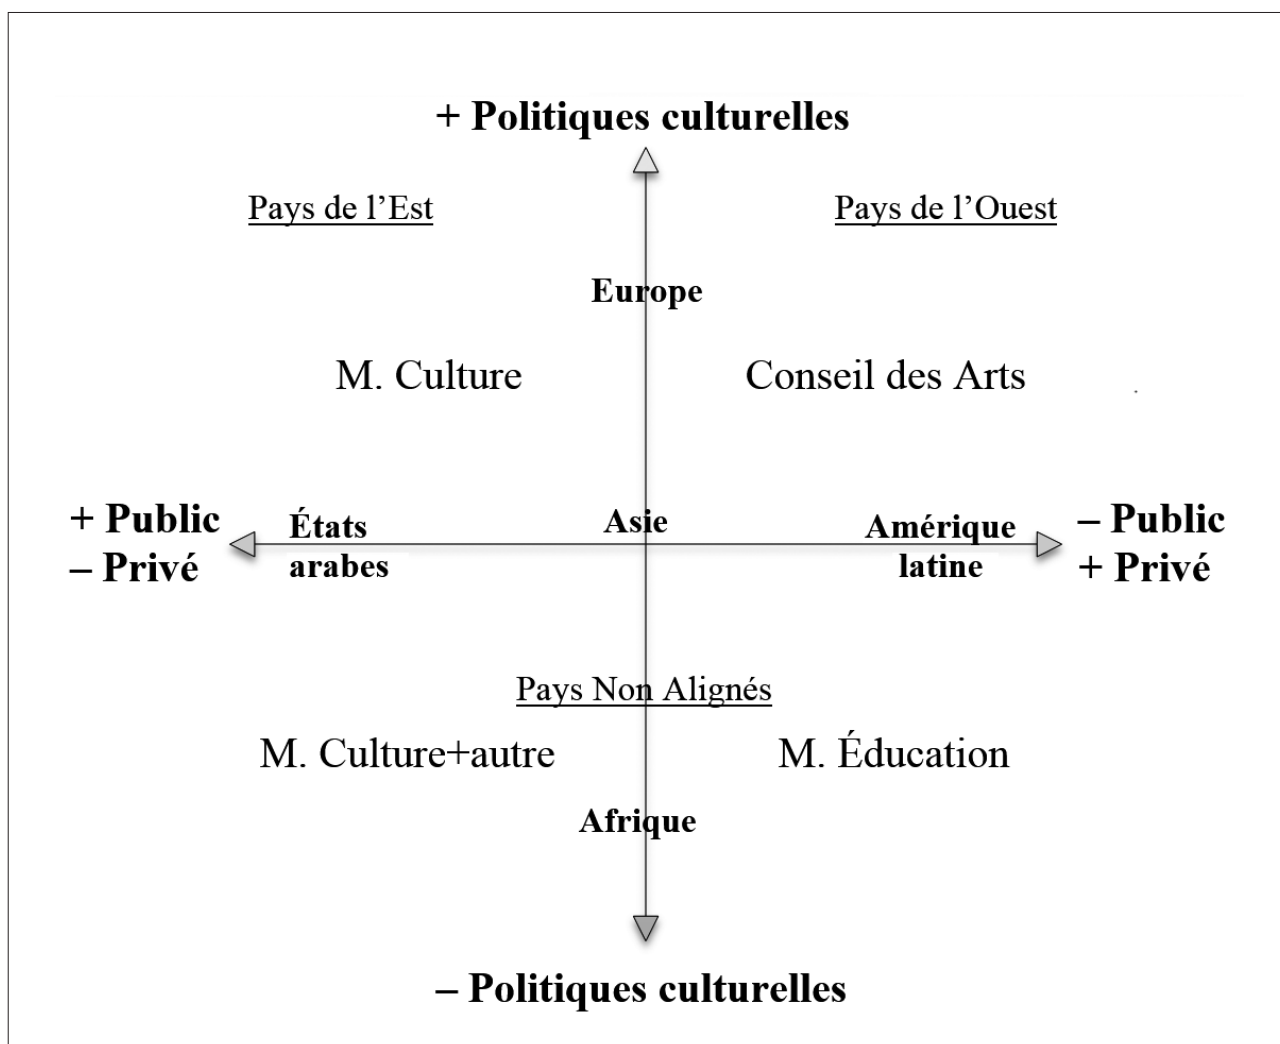 + Politiques culturelles
Pays de l’Est
Pays de l’Ouest
Europe
M. Culture
Conseil des Arts
+ Public
– Privé
États
arabes
Asie
Amérique
latine
– Public
+ Privé
Pays Non Alignés
M. Culture+autre
M. Éducation
Afrique
– Politiques culturelles